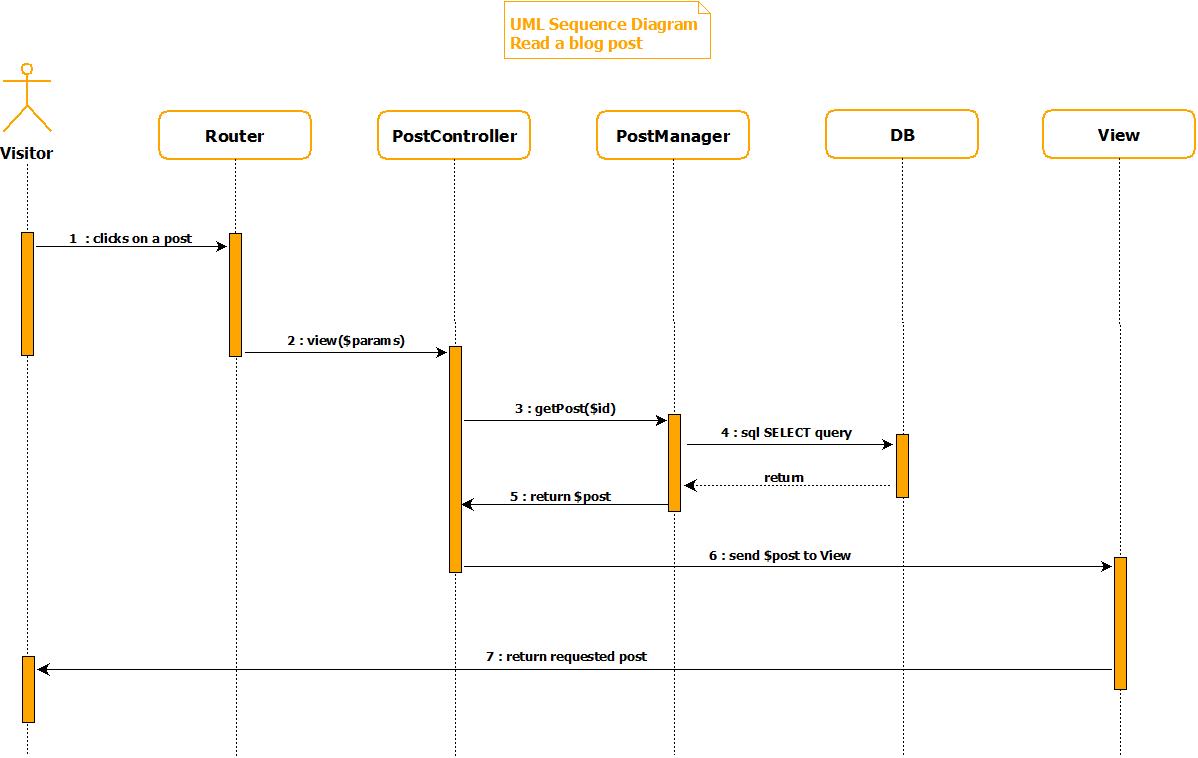 UML Sequence Diagram
Read a blog post
Visitor
Router
PostController
PostManager
DB
View
1 : clicks on a post
2 : view($params)
3 : getPost($id)
4 : sql SELECT query
return
5 : return $post
6 : send $post to View
7 : return requested post